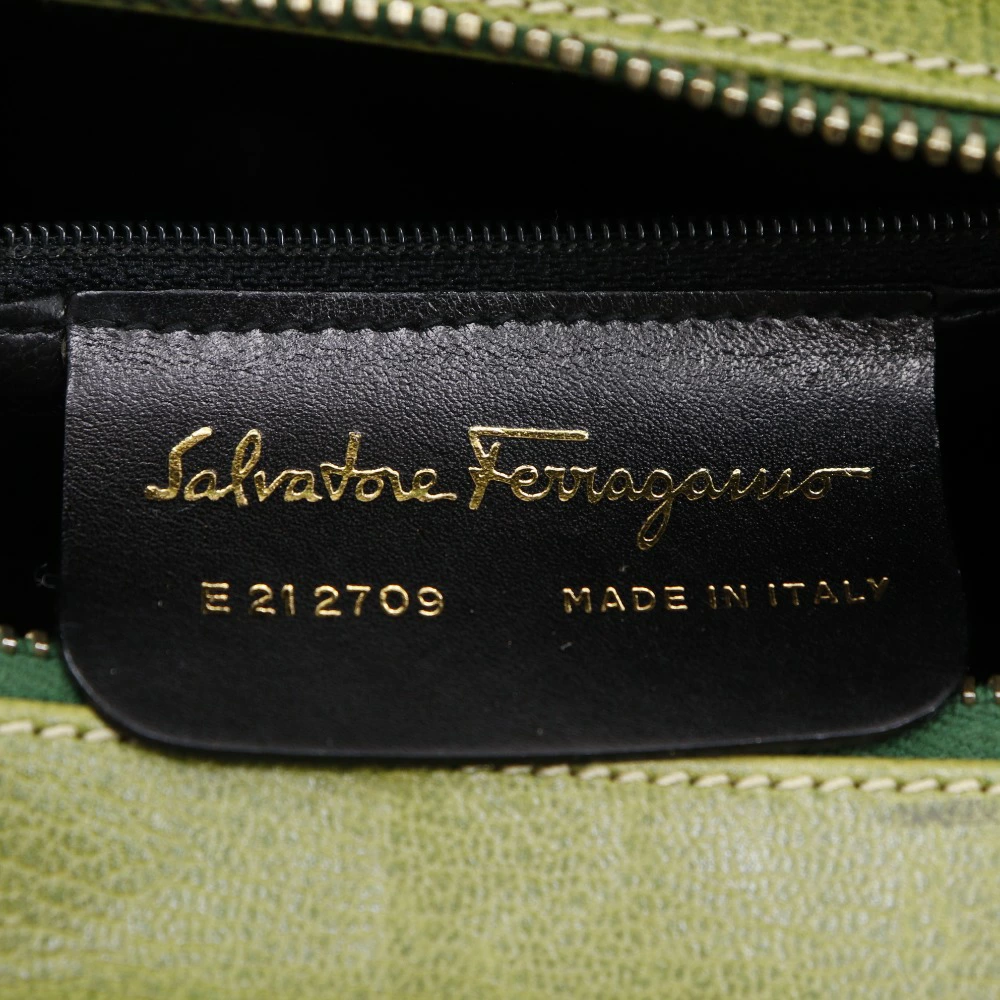 Salvatore Ferragamo
E 21 2709 MADE IN ITALY